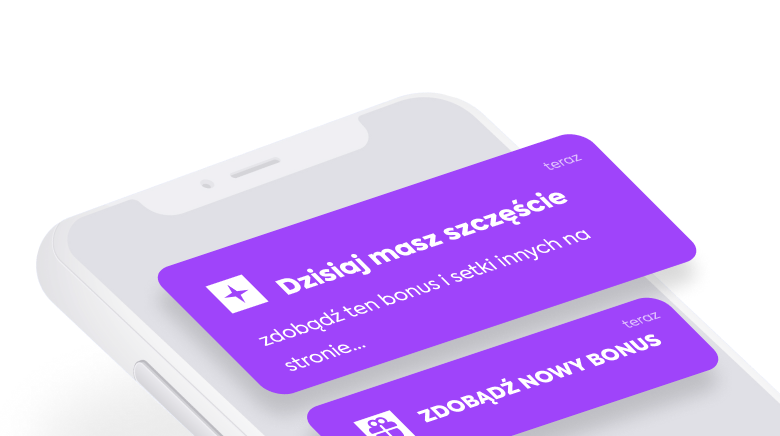 teraz
Dzisiaj masz szczęście
zdobądź ten bonus i setki innych na
stronie...
teraz
ZDOBĄDŹ NOWY BONUS